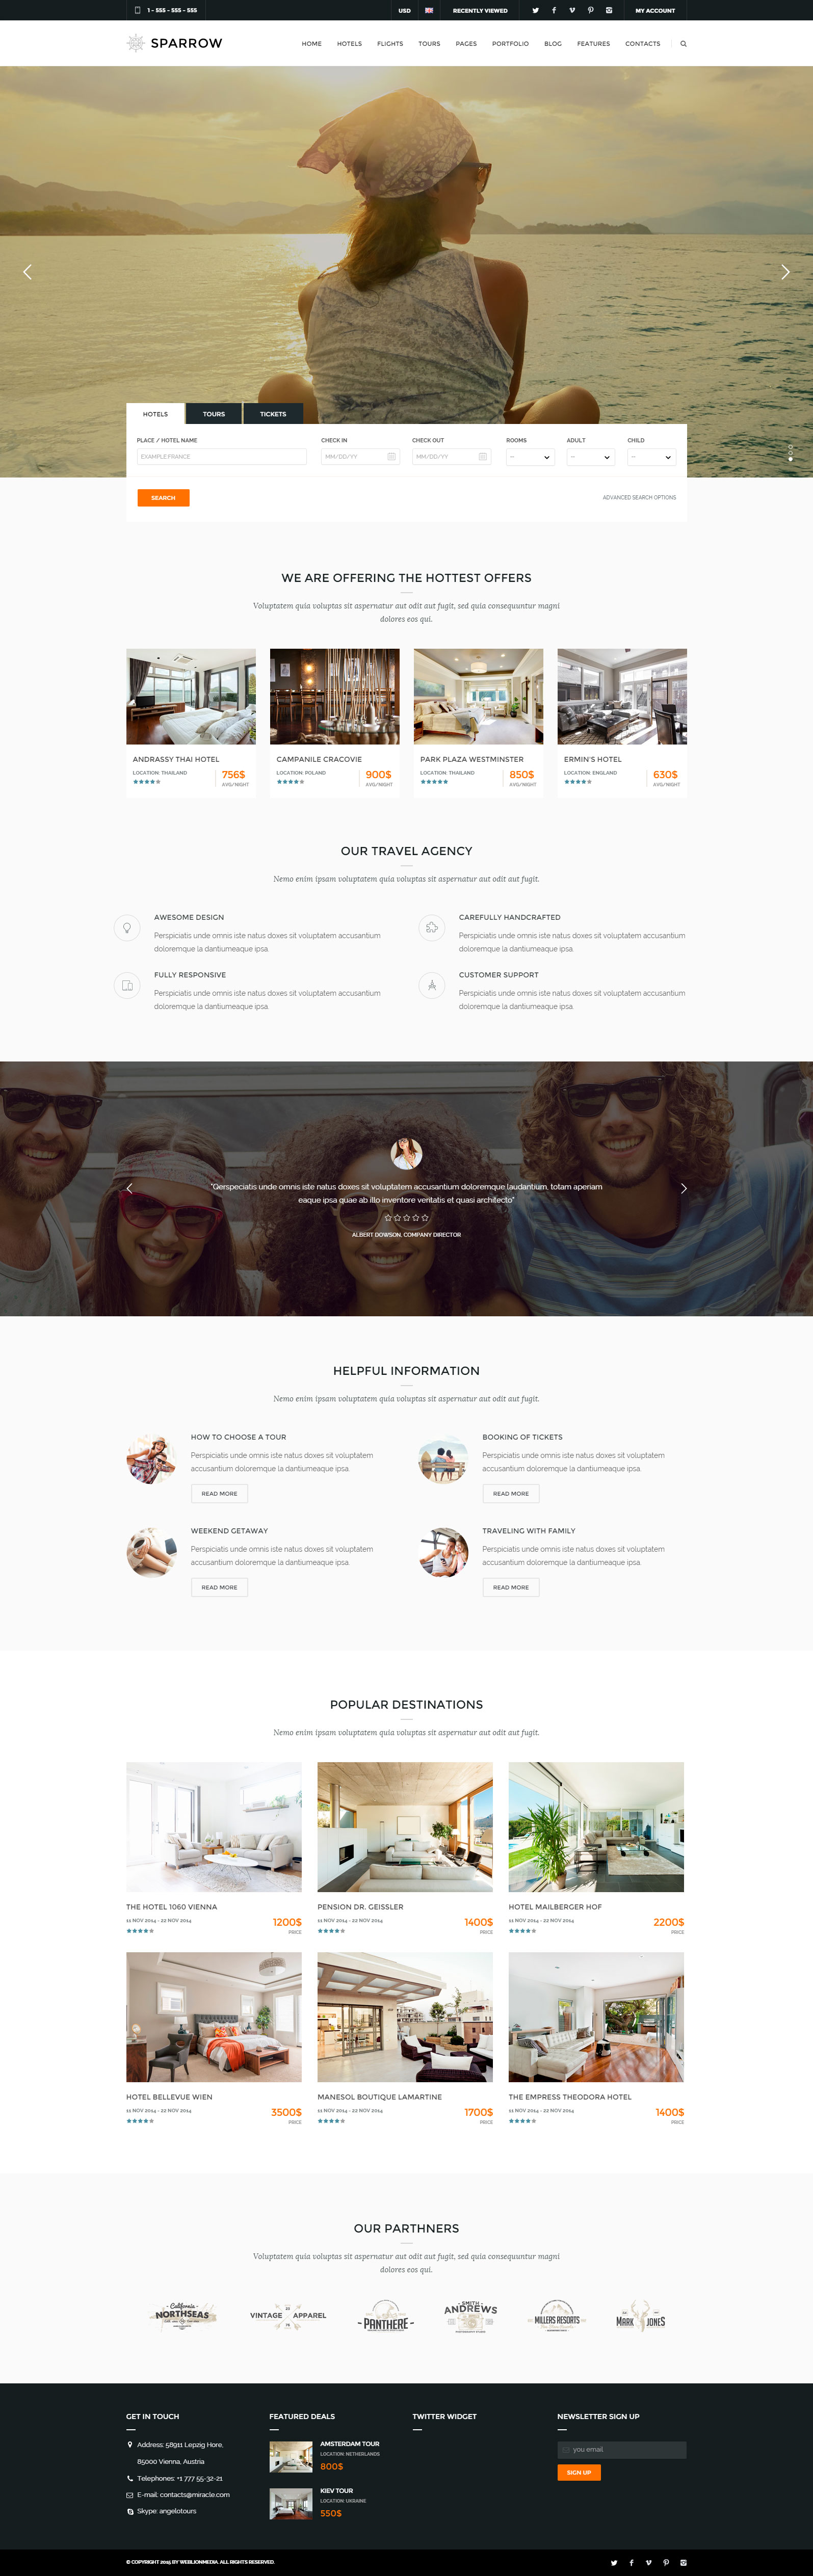 1 - 555 - 555 - 555
USD
RECENTLY VIEWED
MY ACCOUNT
SPARROW
HOME HOTELS FLIGHTS TOURS PAGES PORTFOLIO BLOG FEATURES CONTACTS
HOTELS TOURS TICKETS
PLACE / HOTEL NAME CHECK IN CHECK OUT ROOMS ADULT CHILD
EXAMPLE:FRANCE MM/DD/YY MM/DD/YY -- -- --
SEARCH
ADVANCED SEARCH OPTIONS
WE ARE OFFERING THE HOTTEST OFFERS
Voluptatem quia voluptas sit aspernatur aut odit aut fugit, sed quia consequuntur magni
dolores eos qui.
ANDRASSY THAI HOTEL
LOCATION: THAILAND
756$
AVG/NIGHT
CAMPANILE CRACOVIE
LOCATION: POLAND
900$
AVG/NIGHT
PARK PLAZA WESTMINSTER
LOCATION: THAILAND
850$
AVG/NIGHT
ERMIN'S HOTEL
LOCATION: ENGLAND
630$
AVG/NIGHT
OUR TRAVEL AGENCY
Nemo enim ipsam voluptatem quia voluptas sit aspernatur aut odit aut fugit.
AWESOME DESIGN
Perspiciatis unde omnis iste natus doxes sit voluptatem accusantium
doloremque la dantiumeaque ipsa.
CAREFULLY HANDCRAFTED
Perspiciatis unde omnis iste natus doxes sit voluptatem accusantium
doloremque la dantiumeaque ipsa.
FULLY RESPONSIVE
Perspiciatis unde omnis iste natus doxes sit voluptatem accusantium
doloremque la dantiumeaque ipsa.
CUSTOMER SUPPORT
Perspiciatis unde omnis iste natus doxes sit voluptatem accusantium
doloremque la dantiumeaque ipsa.
"Qerspeciatis unde omnis iste natus doxes sit voluptatem accusantium doloremque laudantium, totam aperiam
eaque ipsa quae ab illo inventore veritatis et quasi architecto"
ALBERT DOWSON, COMPANY DIRECTOR
HELPFUL INFORMATION
Nemo enim ipsam voluptatem quia voluptas sit aspernatur aut odit aut fugit.
HOW TO CHOOSE A TOUR
Perspiciatis unde omnis iste natus doxes sit voluptatem
accusantium doloremque la dantiumeaque ipsa.
READ MORE
BOOKING OF TICKETS
Perspiciatis unde omnis iste natus doxes sit voluptatem
accusantium doloremque la dantiumeaque ipsa.
READ MORE
WEEKEND GETAWAY
Perspiciatis unde omnis iste natus doxes sit voluptatem
accusantium doloremque la dantiumeaque ipsa.
READ MORE
TRAVELING WITH FAMILY
Perspiciatis unde omnis iste natus doxes sit voluptatem
accusantium doloremque la dantiumeaque ipsa.
READ MORE
POPULAR DESTINATIONS
Nemo enim ipsam voluptatem quia voluptas sit aspernatur aut odit aut fugit.
THE HOTEL 1060 VIENNA
11 NOV 2014 - 22 NOV 2014
1200$
PRICE
PENSION DR. GEISSLER
11 NOV 2014 - 22 NOV 2014
1400$
PRICE
HOTEL MAILBERGER HOF
11 NOV 2014 - 22 NOV 2014
2200$
PRICE
HOTEL BELLEVUE WIEN
11 NOV 2014 - 22 NOV 2014
3500$
PRICE
MANESOL BOUTIQUE LAMARTINE
11 NOV 2014 - 22 NOV 2014
1700$
PRICE
THE EMPRESS THEODORA HOTEL
11 NOV 2014 - 22 NOV 2014
1400$
PRICE
OUR PARTHNERS
Voluptatem quia voluptas sit aspernatur aut odit aut fugit, sed quia consequuntur magni
dolores eos qui.
California
NORTHSEAS
VINTAGE APPAREL
PANTHERE
SMITH
ANDREWS
MILLERS RESORTS
MARK JONES
GET IN TOUCH
Address: 58911 Lepzig Hore,
85000 Vienna, Austria
Telephones: +1 777 55-32-21
E-mail: contacts@miracle.com
Skype: angelotours
FEATURED DEALS
AMSTERDAM TOUR
LOCATION: NETHERLANDS
800$
KIEV TOUR
LOCATION: UKRAINE
550$
TWITTER WIDGET
NEWSLETTER SIGN UP
you email
SIGN UP
© COPYRIGHT 2015 BY WEBLIONMEDIA. ALL RIGHTS RESERVED.